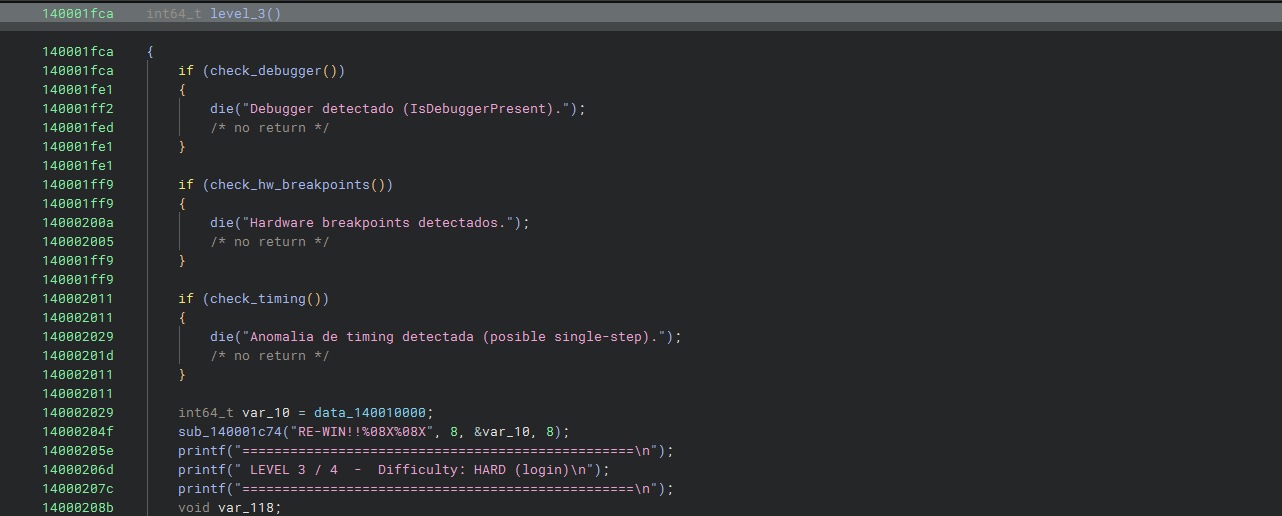 140001fca int64_t level_3()
140001fca {
140001fca if (check_debugger())
140001fe1 {
140001ff2 die("Debugger detectado (IsDebuggerPresent).");
140001fed /* no return */
140001fe1 }
140001fe1
140001ff9 if (check_hw_breakpoints())
140001ff9 {
14000200a die("Hardware breakpoints detectados.");
140002005 /* no return */
140001ff9 }
140001ff9
140002011 if (check_timing())
140002011 {
140002029 die("Anomalia de timing detectada (posible single-step).");
14000201d /* no return */
140002011 }
140002011
140002029 int64_t var_10 = data_140010000;
14000204f sub_140001c74("RE-WIN!!%08X%08X", 8, &var_10, 8);
14000205e printf("=================================================\n");
14000206d printf(" LEVEL 3 / 4  -  Difficulty: HARD (login)\n");
14000207c printf("=================================================\n");
14000208b void var_118;